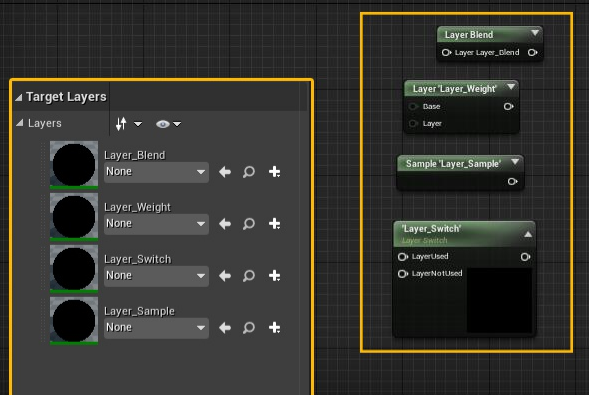 Target Layers
Layers
Layer_Blend
None
Layer_Weight
None
Layer_Switch
None
Layer_Sample
None
Layer Blend
Layer Layer_Blend
Layer 'Layer_Weight'
Base
Layer
Sample 'Layer_Sample'
'Layer_Switch'
Layer Switch
LayerUsed
LayerNotUsed